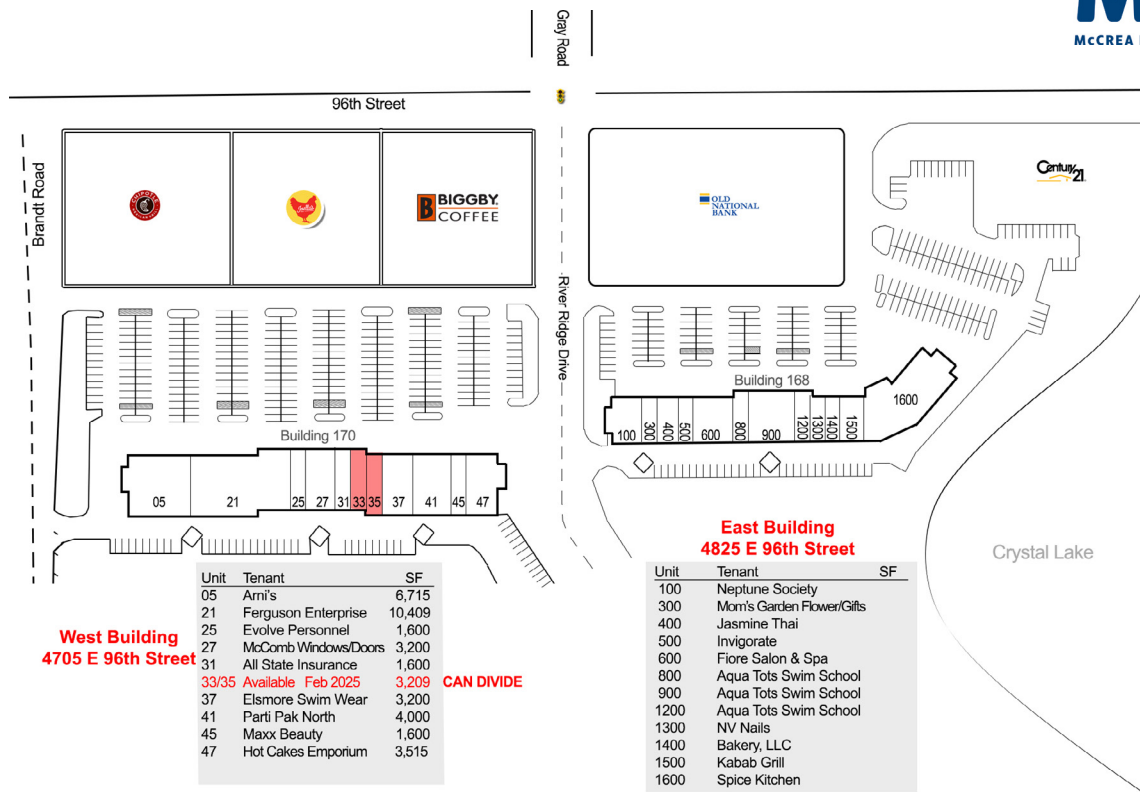 McCREA
Gray Road
96th Street
Brandt Road
CHIPOTLE
BIGGBY
COFFEE
OLD
NATIONAL
BANK
Century
21
River Ridge Drive
Building 168
1600
100 300 400 500 600 800 900 1200 1300 1400 1500
Building 170
05 21 25 27 31 33 35 37 41 45 47
Crystal Lake
West Building
4705 E 96th Street
Unit Tenant SF
05 Arni's 6,715
21 Ferguson Enterprise 10,409
25 Evolve Personnel 1,600
27 McComb Windows/Doors 3,200
31 All State Insurance 1,600
33/35 Available Feb 2025 3,209 CAN DIVIDE
37 Elsmore Swim Wear 3,200
41 Parti Pak North 4,000
45 Maxx Beauty 1,600
47 Hot Cakes Emporium 3,515
East Building
4825 E 96th Street
Unit Tenant SF
100 Neptune Society
300 Mom's Garden Flower/Gifts
400 Jasmine Thai
500 Invigorate
600 Fiore Salon & Spa
800 Aqua Tots Swim School
900 Aqua Tots Swim School
1200 Aqua Tots Swim School
1300 NV Nails
1400 Bakery, LLC
1500 Kabab Grill
1600 Spice Kitchen